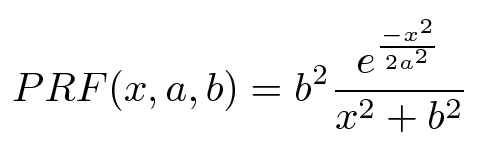 $PRF(x, a, b) = b^2 \frac{e^{\frac{-x^2}{2a^2}}}{x^2 + b^2}$